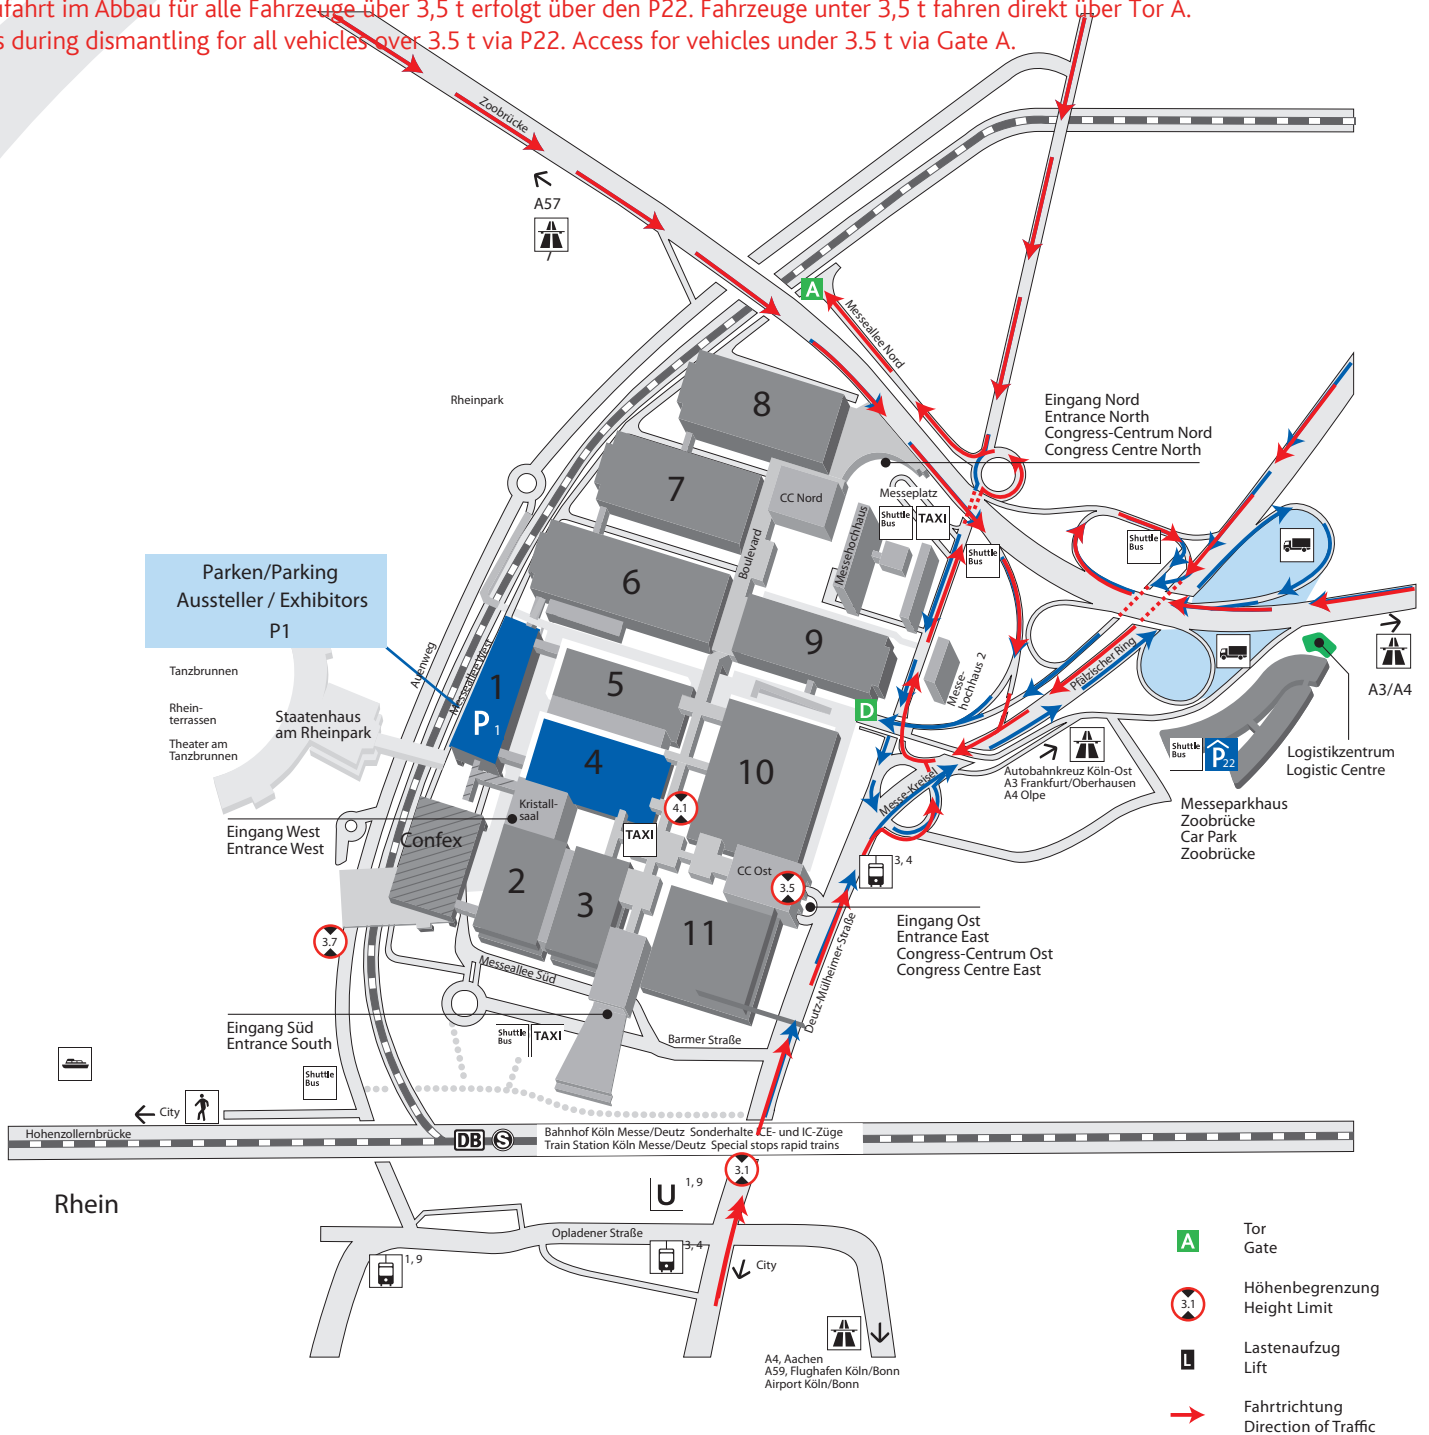 ufahrt im Abbau für alle Fahrzeuge über 3,5 t erfolgt über den P22. Fahrzeuge unter 3,5 t fahren direkt über Tor A.
s during dismantling for all vehicles over 3.5 t via P22. Access for vehicles under 3.5 t via Gate A.
Zoobrücke
A57
A
Messeallee Nord
Rheinpark
8
Eingang Nord
Entrance North
Congress-Centrum Nord
Congress Centre North
7
CC Nord
Messeplatz
Shuttle
Bus
TAXI
Shuttle
Bus
Shuttle
Bus
Boulevard
Messehochhaus
6
9
Parken/Parking
Aussteller / Exhibitors
P1
Auenweg
Messeallee West
1
P1
5
Messe-
hochhaus 2
Pfälzischer Ring
A3/A4
Tanzbrunnen
Rhein-
terrassen
Theater am
Tanzbrunnen
Staatenhaus
am Rheinpark
D
4
10
Autobahnkreuz Köln-Ost
A3 Frankfurt/Oberhausen
A4 Olpe
Shuttle
Bus
P22
Logistikzentrum
Logistic Centre
Messeparkhaus
Zoobrücke
Car Park
Zoobrücke
Messe-Kreisel
Kristall-
saal
4.1
TAXI
Eingang West
Entrance West
Confex
2
3
CC Ost
3.5
3, 4
11
Eingang Ost
Entrance East
Congress-Centrum Ost
Congress Centre East
3.7
Messeallee Süd
Deutz-Mülheimer-Straße
Eingang Süd
Entrance South
Shuttle
Bus
TAXI
Barmer Straße
Shuttle
Bus
City
Hohenzollernbrücke
DB
S
Bahnhof Köln Messe/Deutz Sonderhalte ICE- und IC-Züge
Train Station Köln Messe/Deutz Special stops rapid trains
3.1
Rhein
U
1, 9
Opladener Straße
1, 9
3, 4
City
A4, Aachen
A59, Flughafen Köln/Bonn
Airport Köln/Bonn
A
Tor
Gate
3.1
Höhenbegrenzung
Height Limit
L
Lastenaufzug
Lift
Fahrtrichtung
Direction of Traffic